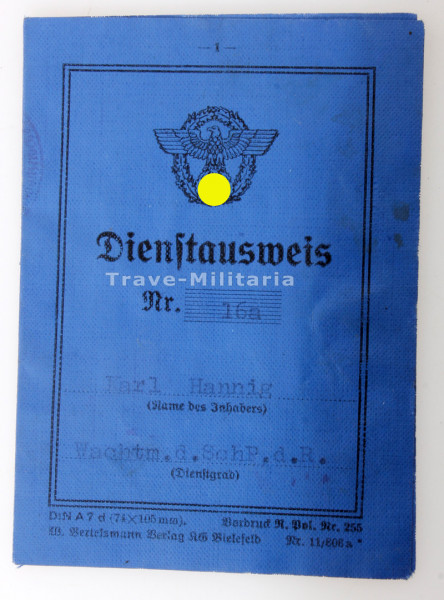 — 1 —
Dienstausweis
Trave-Militaria
Nr. 16a
Karl Hannig
(Name des Inhabers)
Wachtm.d.SchP.d.R.
(Dienstgrad)
DIN A 7 d (74×105 mm). Vordruck R. Pol. Nr. 255
W. Bertelsmann Verlag KG Bielefeld Nr. 11/606a